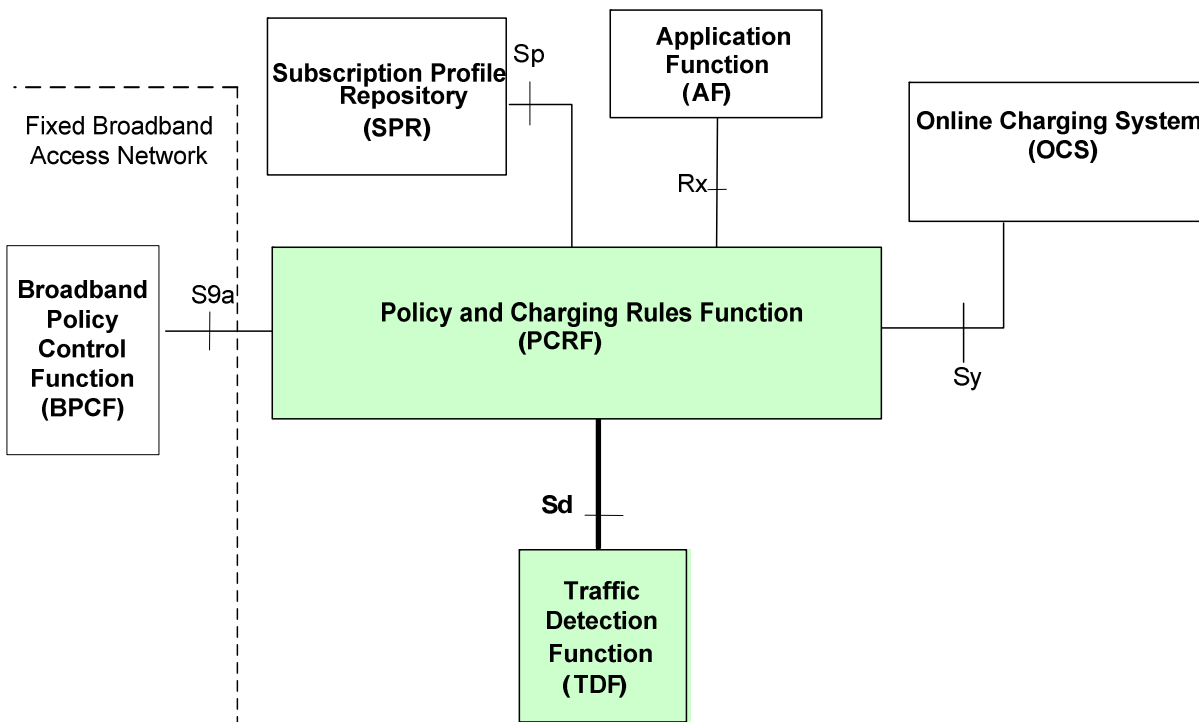 Sp
Subscription Profile
Repository
(SPR)
Application
Function
(AF)
Online Charging System
(OCS)
Fixed Broadband
Access Network
Rx
Broadband
Policy
Control
Function
(BPCF)
S9a
Policy and Charging Rules Function
(PCRF)
Sy
Sd
Traffic
Detection
Function
(TDF)